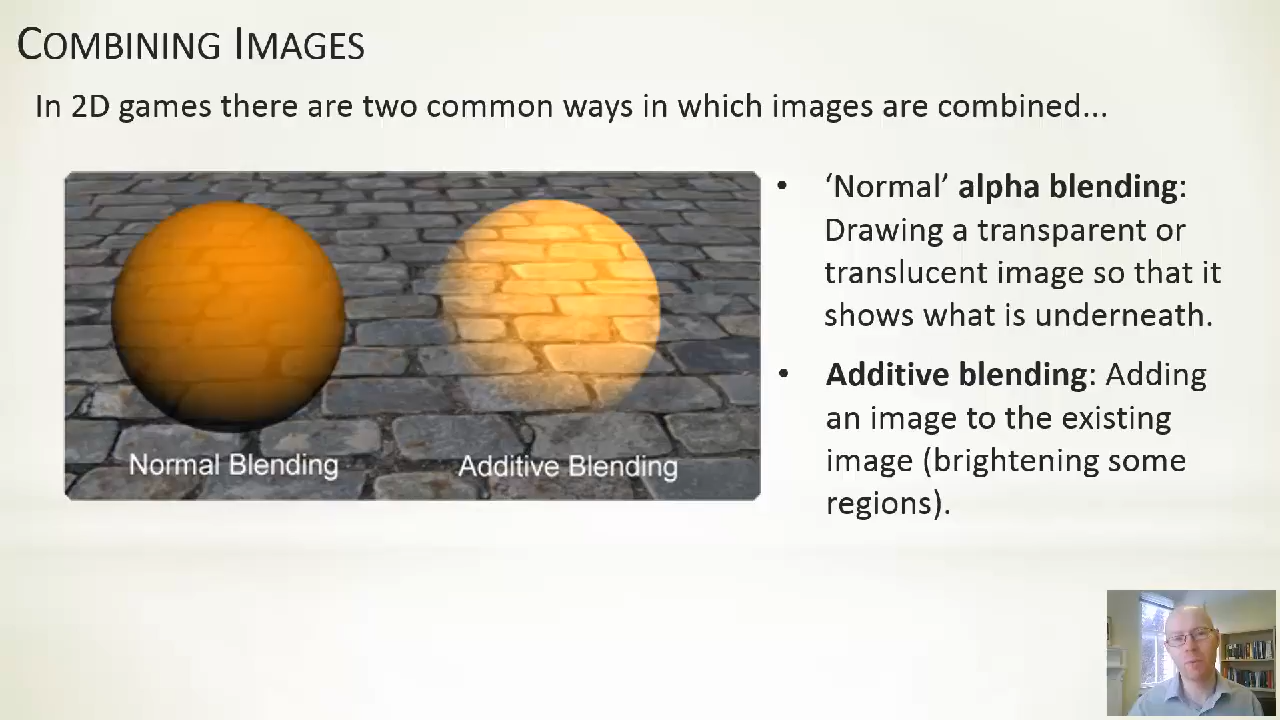 COMBINING IMAGES
In 2D games there are two common ways in which images are combined...
Normal Blending
Additive Blending
• ‘Normal’ alpha blending:
Drawing a transparent or
translucent image so that it
shows what is underneath.
• Additive blending: Adding
an image to the existing
image (brightening some
regions).